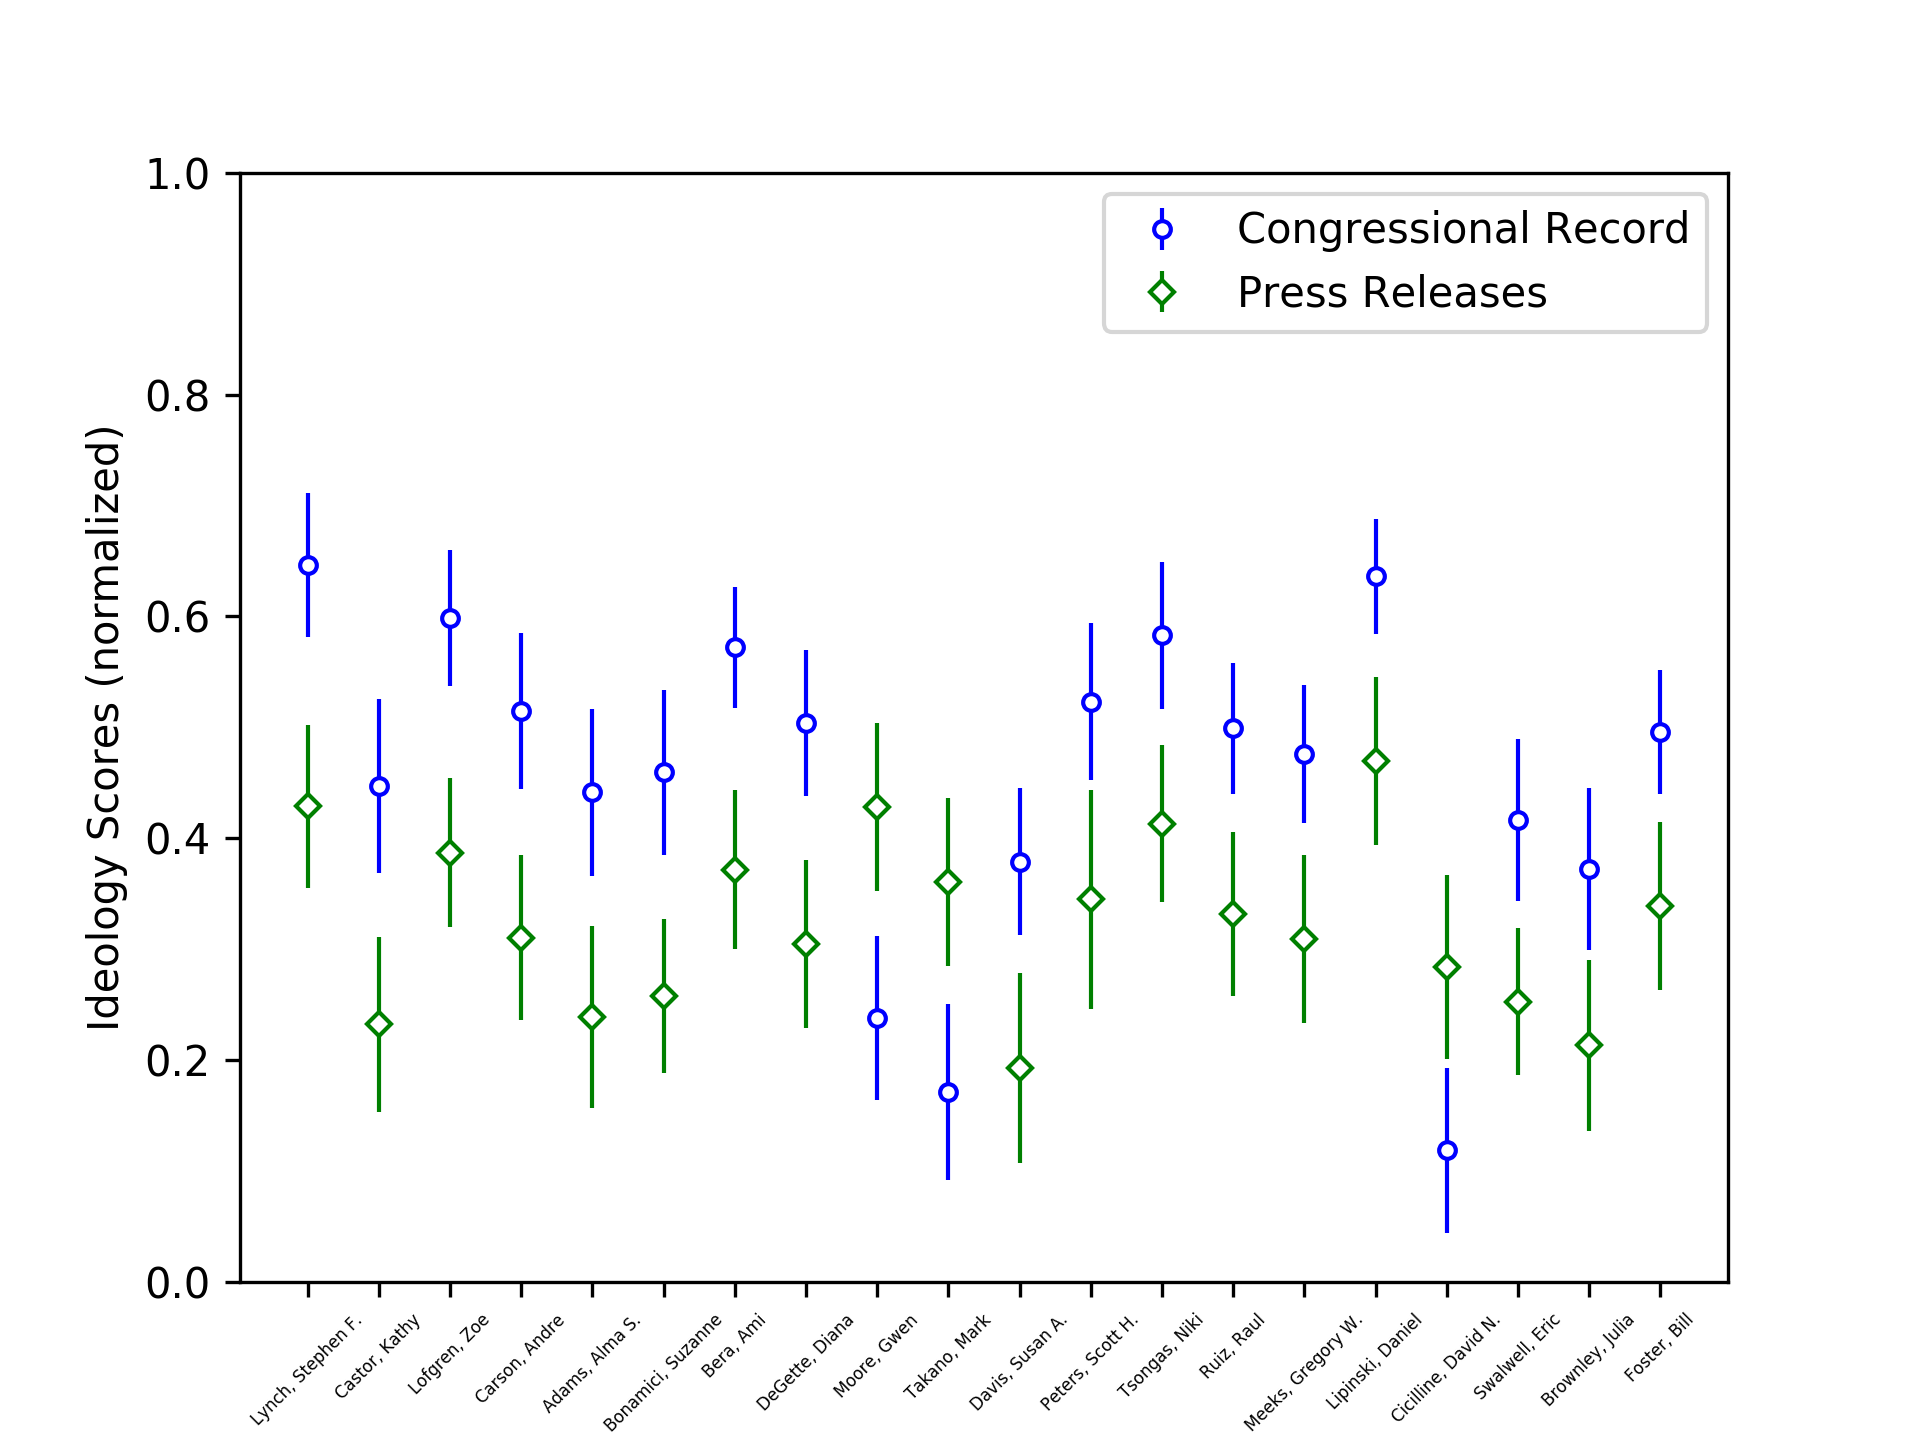 Congressional Record
Press Releases
Ideology Scores (normalized)
1.0
0.8
0.6
0.4
0.2
0.0
Lynch, Stephen F.
Castor, Kathy
Lofgren, Zoe
Carson, Andre
Adams, Alma S.
Bonamici, Suzanne
Bera, Ami
DeGette, Diana
Moore, Gwen
Takano, Mark
Davis, Susan A.
Peters, Scott H.
Tsongas, Niki
Ruiz, Raul
Meeks, Gregory W.
Lipinski, Daniel
Cicilline, David N.
Swalwell, Eric
Brownley, Julia
Foster, Bill